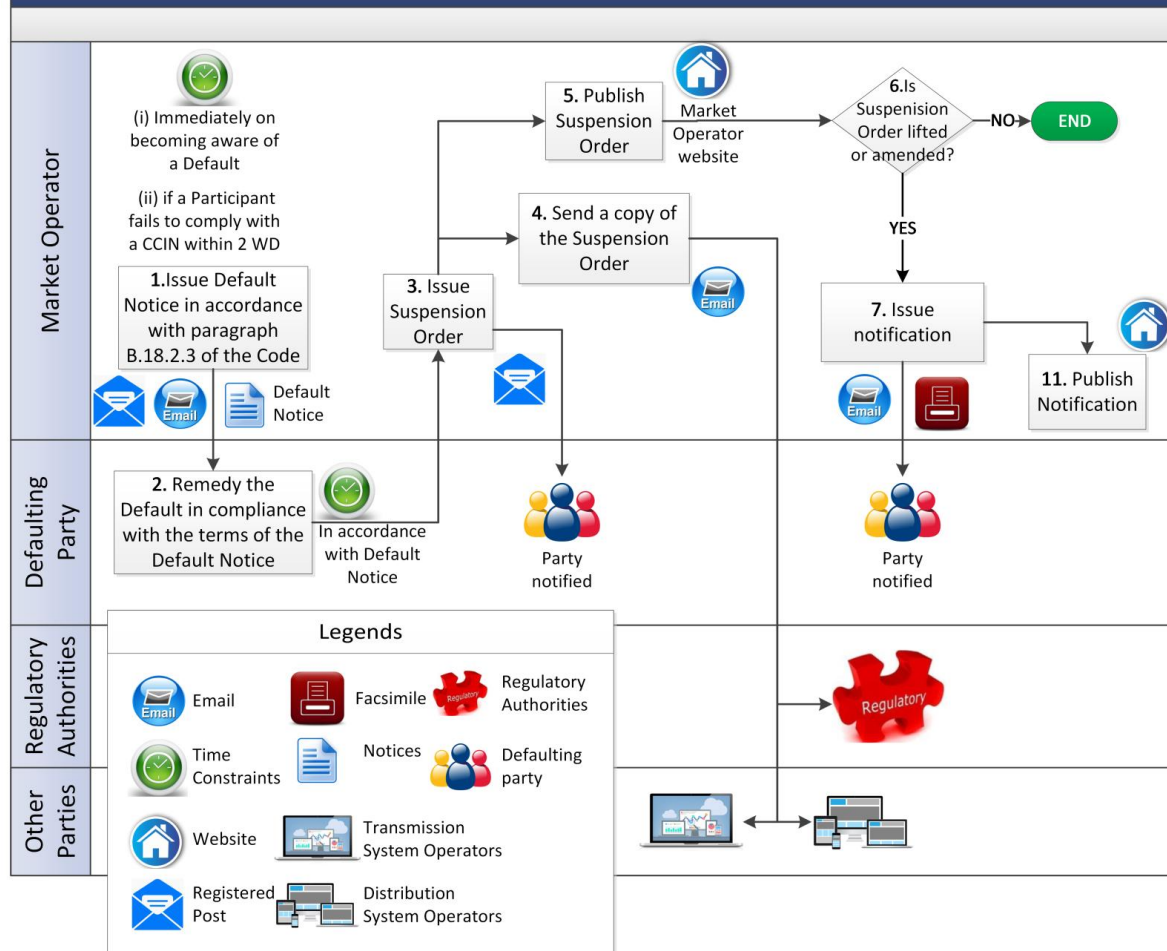 Market Operator
(i) Immediately on
becoming aware of
a Default
(ii) if a Participant
fails to comply with
a CCIN within 2 WD
1.Issue Default
Notice in accordance
with paragraph
B.18.2.3 of the Code
Email
Default
Notice
3. Issue
Suspension
Order
5. Publish
Suspension
Order
Market
Operator
website
4. Send a copy of
the Suspension
Order
Email
6.Is
Suspenision
Order lifted
or amended?
NO
END
YES
7. Issue
notification
Email
11. Publish
Notification
Defaulting
Party
2. Remedy the
Default in compliance
with the terms of the
Default Notice
In accordance
with Default
Notice
Party
notified
Party
notified
Regulatory
Authorities
Regulatory
Other
Parties
Legends
Email
Email
Facsimile
Regulatory
Regulatory
Authorities
Time
Constraints
Notices
Defaulting
party
Website
Transmission
System Operators
Registered
Post
Distribution
System Operators